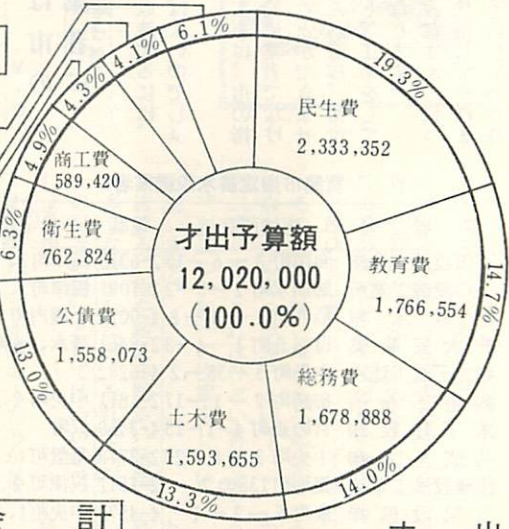 6.1%
19.3%
民生費
2,333,352
4.1%
4.3%
4.9%
商工費
589,420
6.3%
衛生費
762,824
才出予算額
12,020,000
(100.0%)
教育費
1,766,554
14.7%
公債費
1,558,073
13.0%
総務費
1,678,888
14.0%
土木費
1,593,655
13.3%
計
出